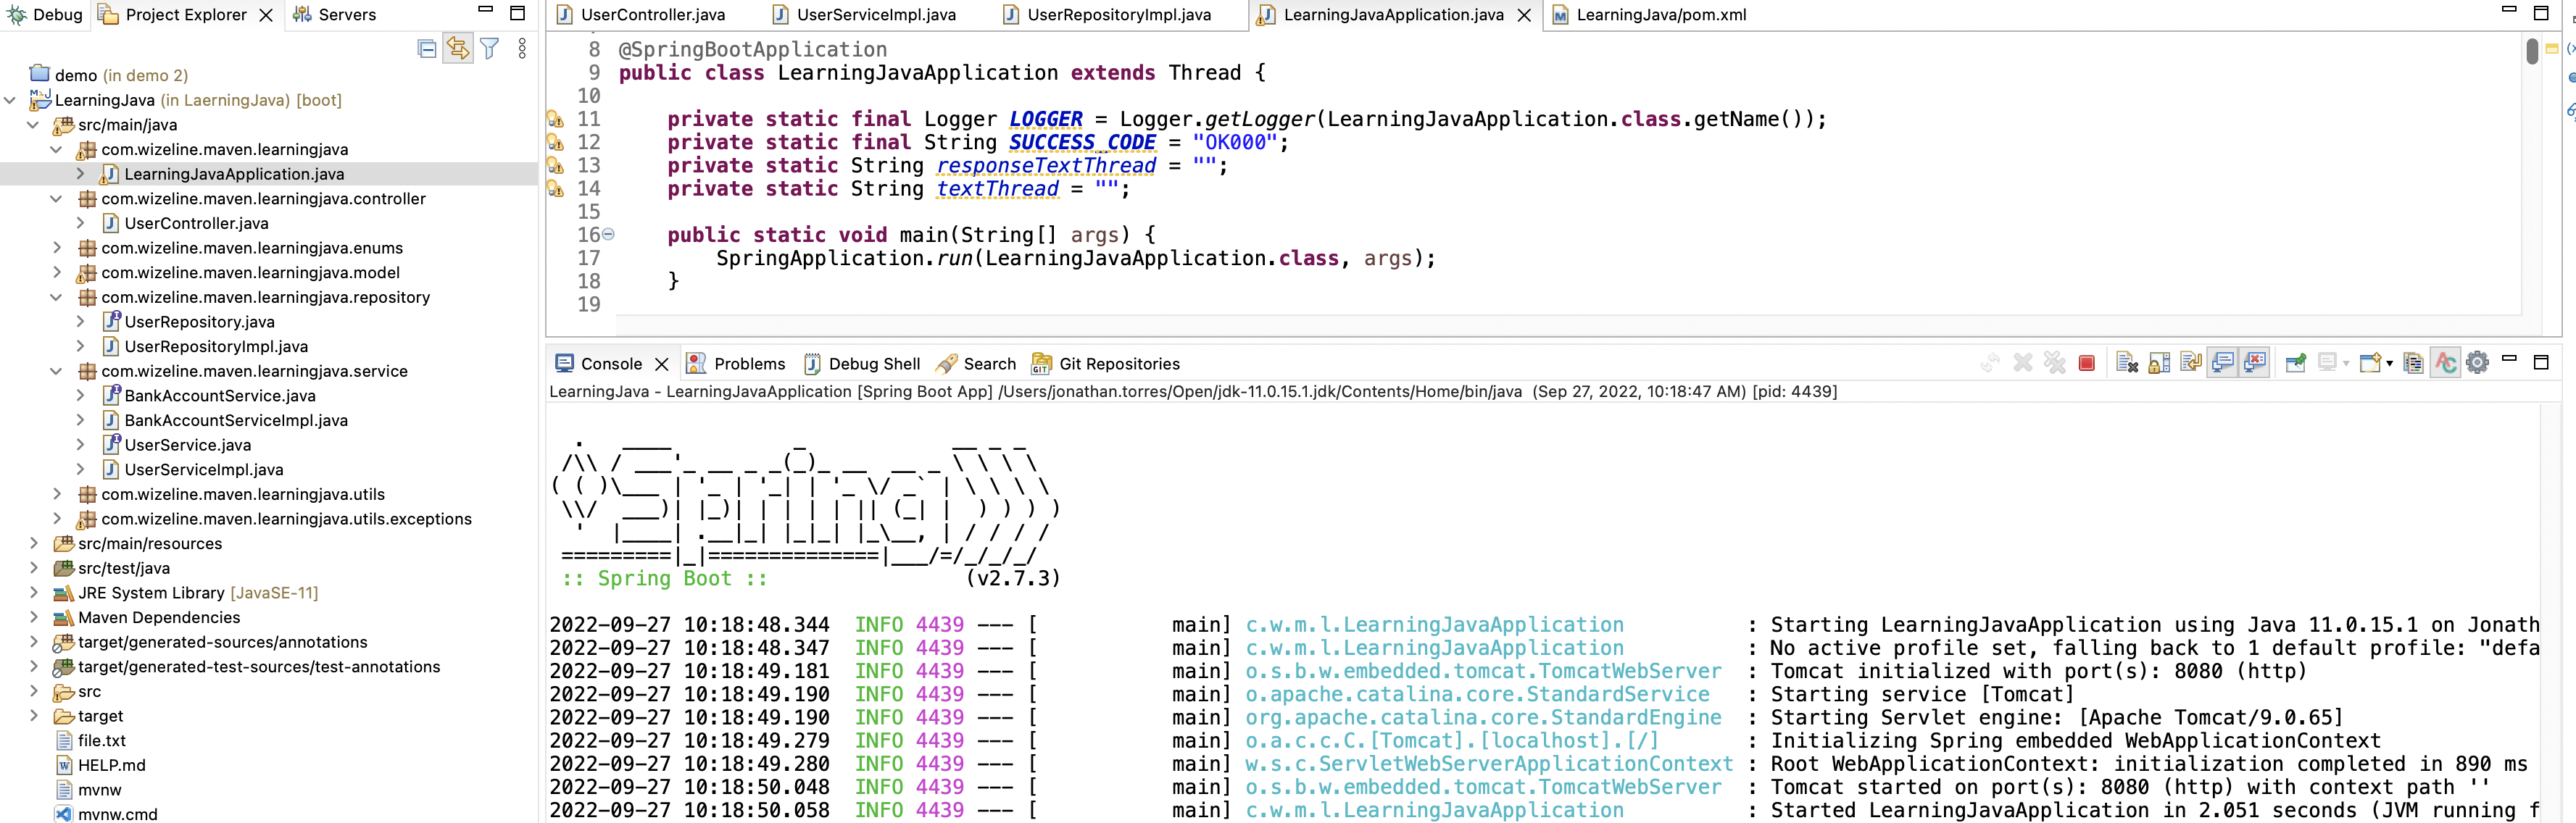 Debug Project Explorer Servers
demo (in demo 2)
LearningJava (in LaerningJava) [boot]
src/main/java
com.wizeline.maven.learningjava
LearningJavaApplication.java
com.wizeline.maven.learningjava.controller
UserController.java
com.wizeline.maven.learningjava.enums
com.wizeline.maven.learningjava.model
com.wizeline.maven.learningjava.repository
UserRepository.java
UserRepositoryImpl.java
com.wizeline.maven.learningjava.service
BankAccountService.java
BankAccountServiceImpl.java
UserService.java
UserServiceImpl.java
com.wizeline.maven.learningjava.utils
com.wizeline.maven.learningjava.utils.exceptions
src/main/resources
src/test/java
JRE System Library [JavaSE-11]
Maven Dependencies
target/generated-sources/annotations
target/generated-test-sources/test-annotations
src
target
file.txt
HELP.md
mvnw
mvnw.cmd
UserController.java UserServiceImpl.java UserRepositoryImpl.java LearningJavaApplication.java LearningJava/pom.xml
8 @SpringBootApplication
9 public class LearningJavaApplication extends Thread {
10
11 private static final Logger LOGGER = Logger.getLogger(LearningJavaApplication.class.getName());
12 private static final String SUCCESS_CODE = "OK000";
13 private static String responseTextThread = "";
14 private static String textThread = "";
15
16 public static void main(String[] args) {
17 SpringApplication.run(LearningJavaApplication.class, args);
18 }
19
Console Problems Debug Shell Search Git Repositories
LearningJava - LearningJavaApplication [Spring Boot App] /Users/jonathan.torres/Open/jdk-11.0.15.1.jdk/Contents/Home/bin/java (Sep 27, 2022, 10:18:47 AM) [pid: 4439]
Spring
:: Spring Boot :: (v2.7.3)
2022-09-27 10:18:48.344 INFO 4439 --- [ main] c.w.m.l.LearningJavaApplication : Starting LearningJavaApplication using Java 11.0.15.1 on Jonath
2022-09-27 10:18:48.347 INFO 4439 --- [ main] c.w.m.l.LearningJavaApplication : No active profile set, falling back to 1 default profile: "defa
2022-09-27 10:18:49.181 INFO 4439 --- [ main] o.s.b.w.embedded.tomcat.TomcatWebServer : Tomcat initialized with port(s): 8080 (http)
2022-09-27 10:18:49.190 INFO 4439 --- [ main] o.apache.catalina.core.StandardService : Starting service [Tomcat]
2022-09-27 10:18:49.190 INFO 4439 --- [ main] org.apache.catalina.core.StandardEngine : Starting Servlet engine: [Apache Tomcat/9.0.65]
2022-09-27 10:18:49.279 INFO 4439 --- [ main] o.a.c.c.C.[Tomcat].[localhost].[/] : Initializing Spring embedded WebApplicationContext
2022-09-27 10:18:49.280 INFO 4439 --- [ main] w.s.c.ServletWebServerApplicationContext : Root WebApplicationContext: initialization completed in 890 ms
2022-09-27 10:18:50.048 INFO 4439 --- [ main] o.s.b.w.embedded.tomcat.TomcatWebServer : Tomcat started on port(s): 8080 (http) with context path ''
2022-09-27 10:18:50.058 INFO 4439 --- [ main] c.w.m.l.LearningJavaApplication : Started LearningJavaApplication in 2.051 seconds (JVM running f